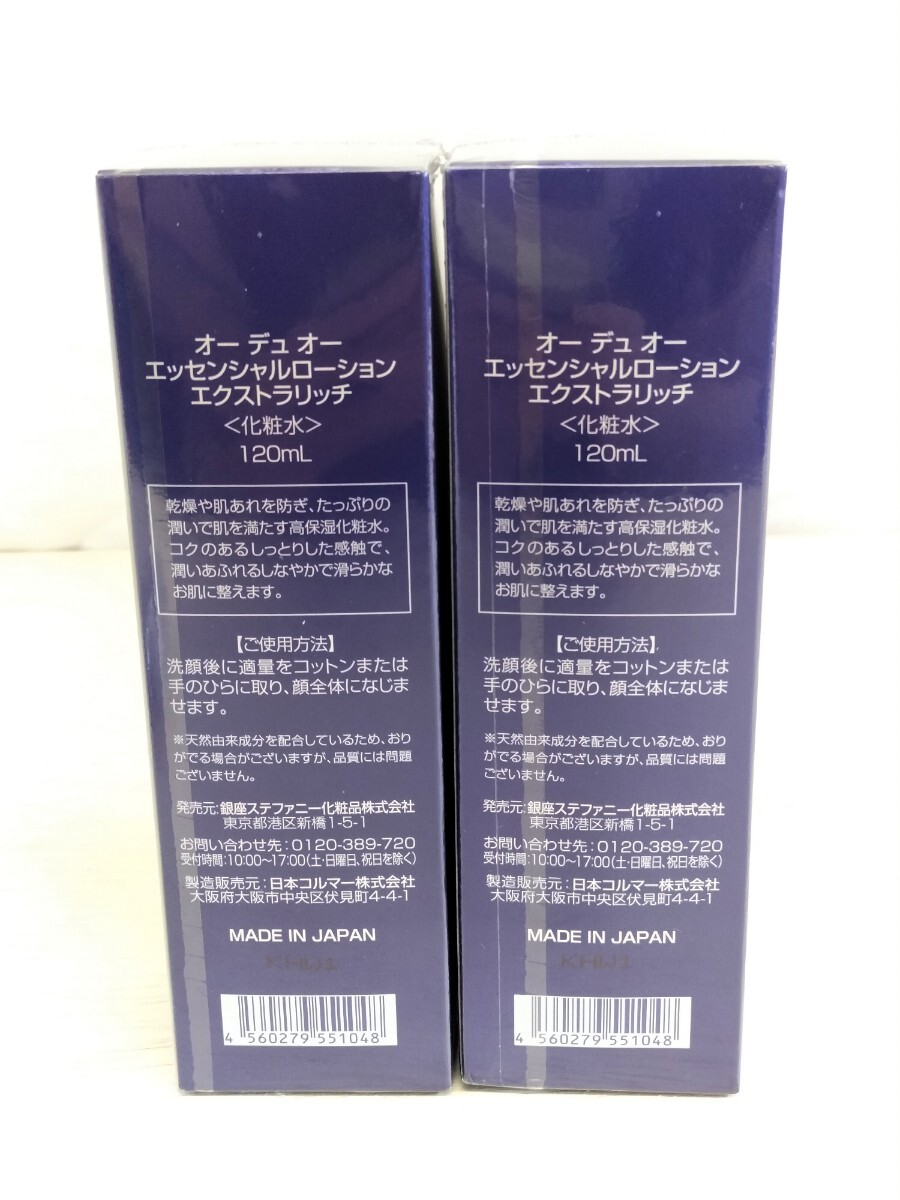 オー デュ オー
エッセンシャルローション
エクストラリッチ
<化粧水>
120mL
乾燥や肌あれを防ぎ、たっぷりの
潤いで肌を満たす高保湿化粧水。
コクのあるしっとりした感触で、
潤いあふれるしなやかで滑らかな
お肌に整えます。
【ご使用方法】
洗顔後に適量をコットンまたは
手のひらに取り、顔全体になじま
せます。
※天然由来成分を配合しているため、おり
がでる場合がございますが、品質には問題
ございません。
発売元:銀座ステファニー化粧品株式会社
東京都港区新橋1-5-1
お問い合わせ先:0120-389-720
受付時間:10:00〜17:00(土・日曜日、祝日を除く)
製造販売元:日本コルマー株式会社
大阪府大阪市中央区伏見町4-4-1
MADE IN JAPAN
4 560279 551048
オー デュ オー
エッセンシャルローション
エクストラリッチ
<化粧水>
120mL
乾燥や肌あれを防ぎ、たっぷりの
潤いで肌を満たす高保湿化粧水。
コクのあるしっとりした感触で、
潤いあふれるしなやかで滑らかな
お肌に整えます。
【ご使用方法】
洗顔後に適量をコットンまたは
手のひらに取り、顔全体になじま
せます。
※天然由来成分を配合しているため、おり
がでる場合がございますが、品質には問題
ございません。
発売元:銀座ステファニー化粧品株式会社
東京都港区新橋1-5-1
お問い合わせ先:0120-389-720
受付時間:10:00〜17:00(土・日曜日、祝日を除く)
製造販売元:日本コルマー株式会社
大阪府大阪市中央区伏見町4-4-1
MADE IN JAPAN
4 560279 551048